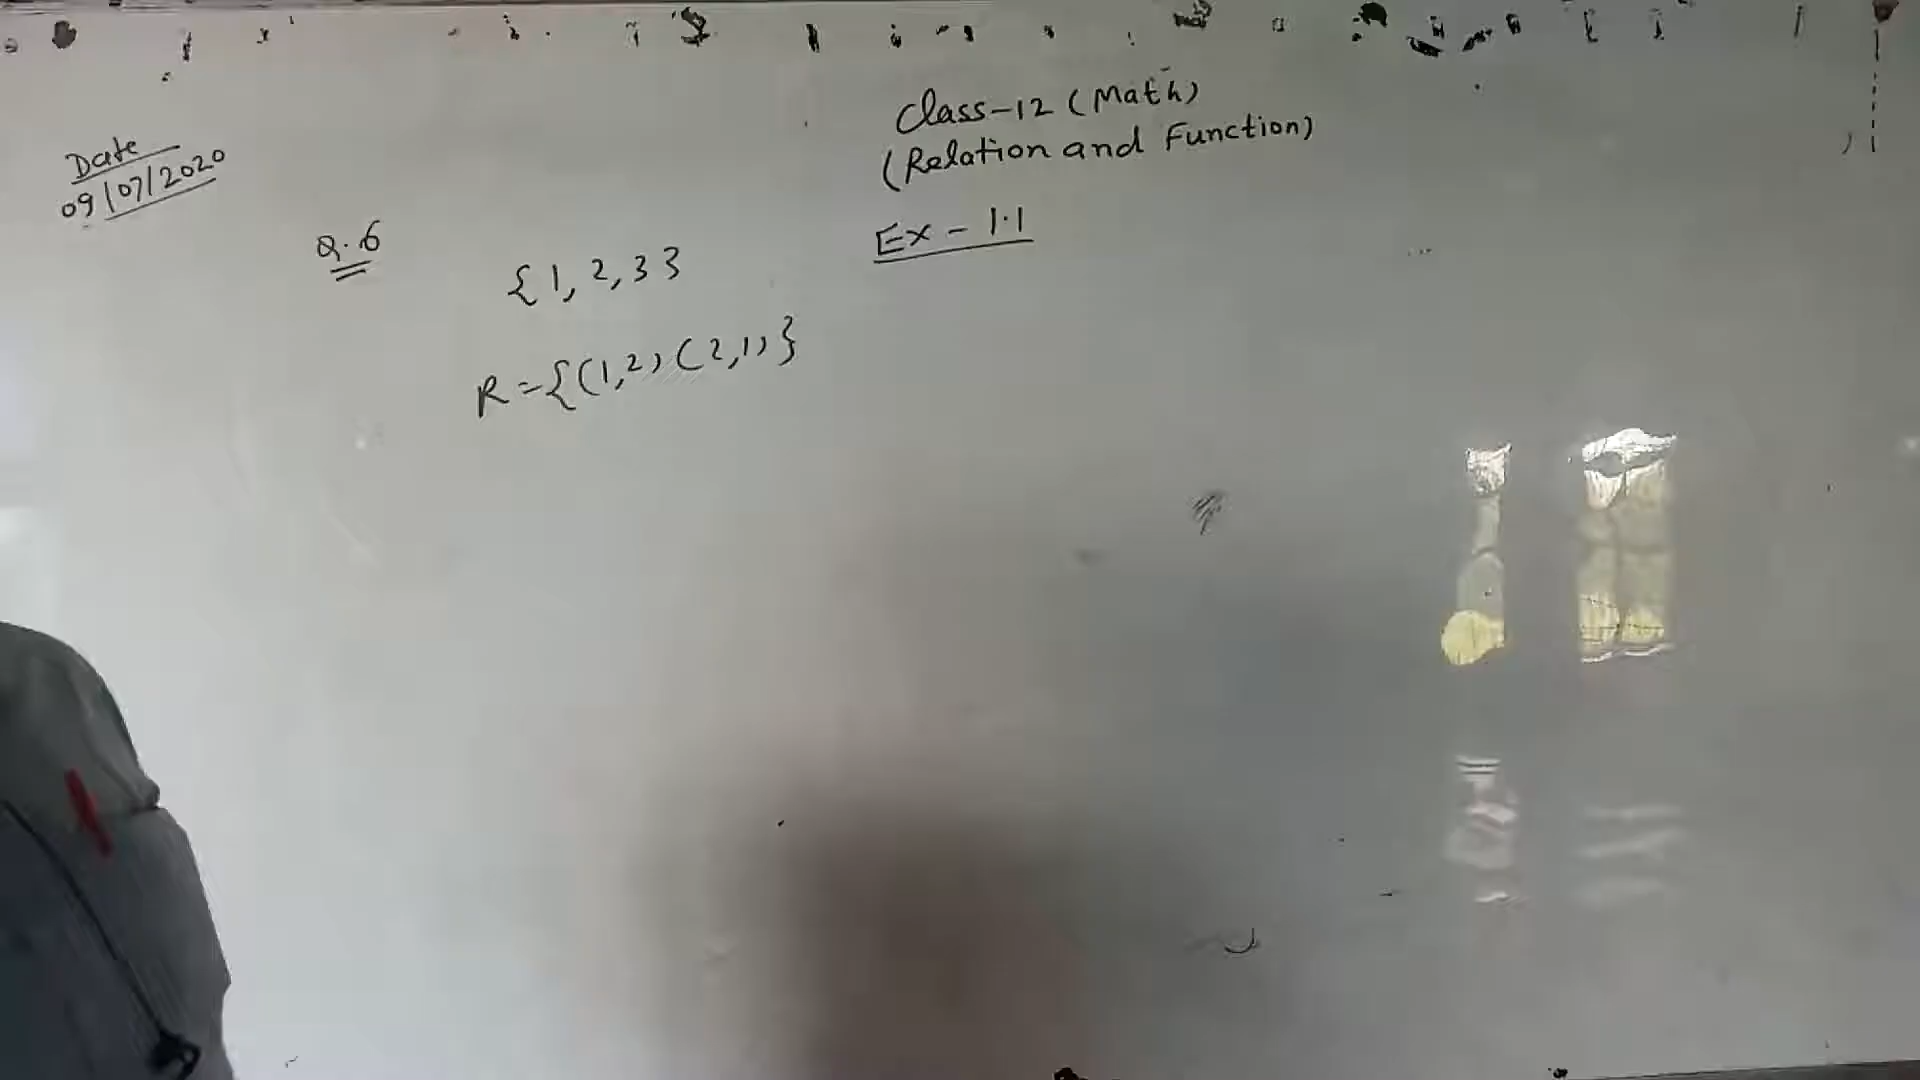 Class-12 (Math)
(Relation and Function)
Date
09/07/2020
Ex - 1.1
Q.6
{1, 2, 3}
R = {(1,2) (2,1)}